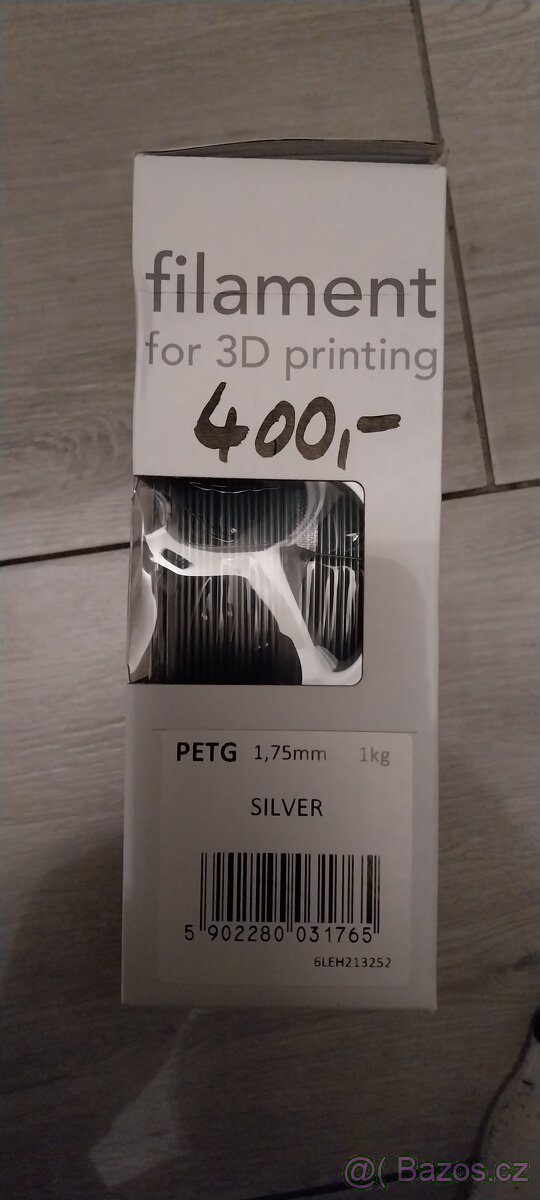 filament
for 3D printing
400,-
PETG 1,75mm 1kg
SILVER
5 902280 031765
6LEH213252
@( Bazos.cz